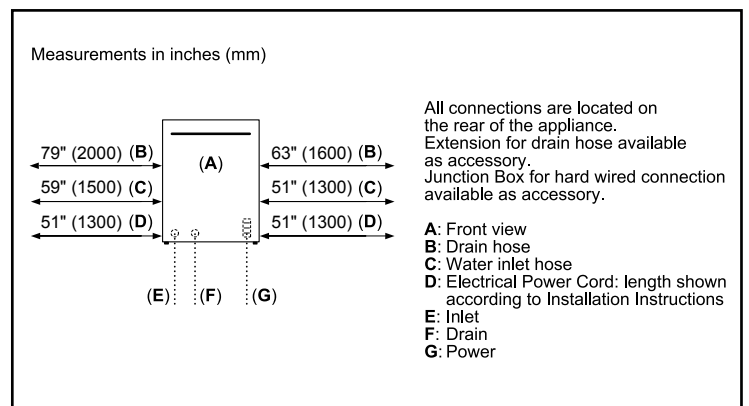 Measurements in inches (mm)
79" (2000) (B)
59" (1500) (C)
51" (1300) (D)
(A)
63" (1600) (B)
51" (1300) (C)
51" (1300) (D)
(E)
(F)
(G)
All connections are located on
the rear of the appliance.
Extension for drain hose available
as accessory.
Junction Box for hard wired connection
available as accessory.
A: Front view
B: Drain hose
C: Water inlet hose
D: Electrical Power Cord: length shown
according to Installation Instructions
E: Inlet
F: Drain
G: Power